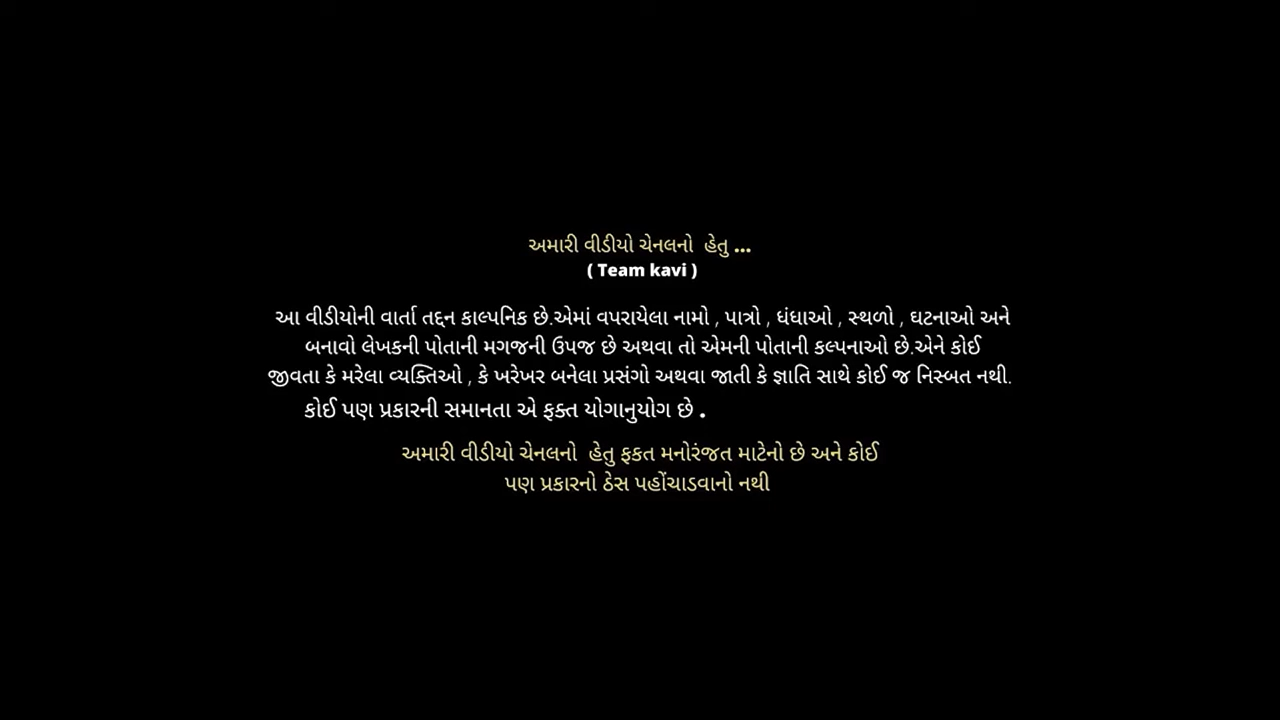 અમારી વીડીયો ચેનલનો હેતુ ...
( Team kavi )
આ વીડીયોની વાર્તા તદ્દન કાલ્પનિક છે.એમાં વપરાયેલા નામો , પાત્રો , ધંધાઓ , સ્થળો , ઘટનાઓ અને
બનાવો લેખકની પોતાની મગજની ઉપજ છે અથવા તો એમની પોતાની કલ્પનાઓ છે.એને કોઈ
જીવતા કે મરેલા વ્યક્તિઓ , કે ખરેખર બનેલા પ્રસંગો અથવા જાતી કે જ્ઞાતિ સાથે કોઈ જ નિસ્બત નથી.
કોઈ પણ પ્રકારની સમાનતા એ ફક્ત યોગાનુયોગ છે .
અમારી વીડીયો ચેનલનો હેતુ ફકત મનોરંજત માટેનો છે અને કોઈ
પણ પ્રકારનો ઠેસ પહોંચાડવાનો નથી